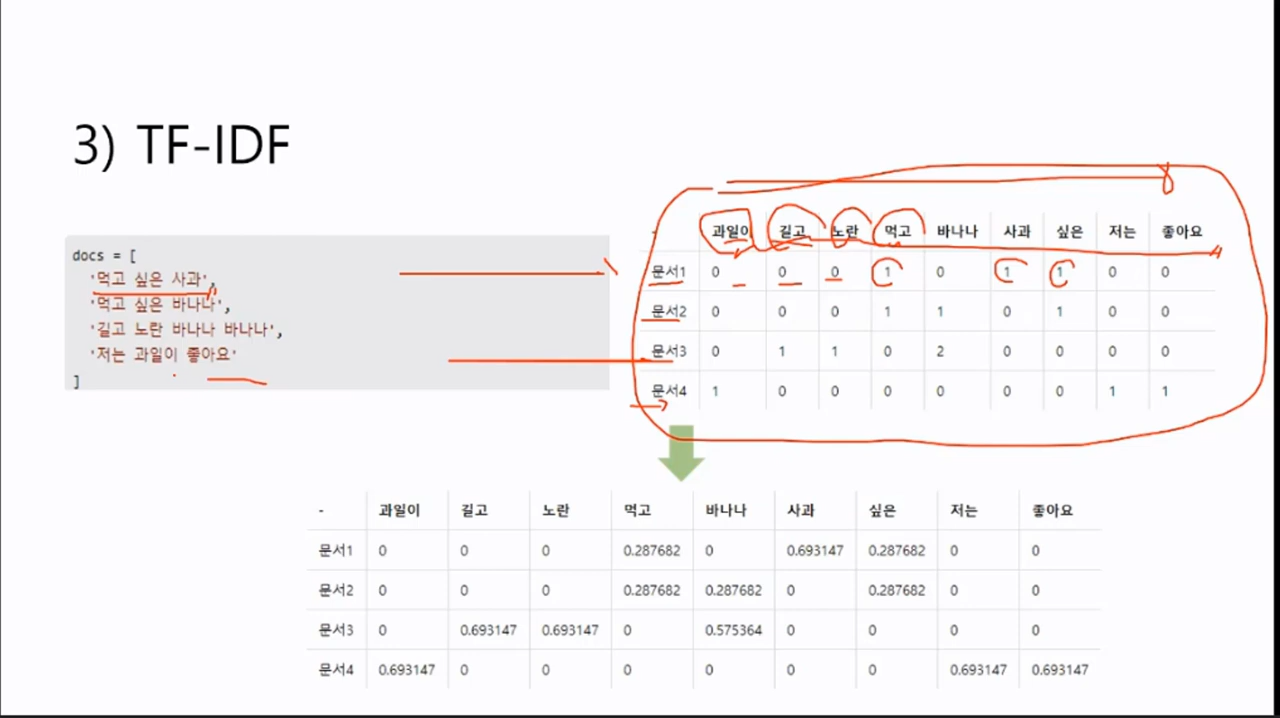 3) TF-IDF
docs = [
'먹고 싶은 사과',
'먹고 싶은 바나나',
'길고 노란 바나나 바나나',
'저는 과일이 좋아요'
]
- 과일이 길고 노란 먹고 바나나 사과 싶은 저는 좋아요
문서1 0 0 0 1 0 1 1 0 0
문서2 0 0 0 1 1 0 1 0 0
문서3 0 1 1 0 2 0 0 0 0
문서4 1 0 0 0 0 0 0 1 1
- 과일이 길고 노란 먹고 바나나 사과 싶은 저는 좋아요
문서1 0 0 0 0.287682 0 0.693147 0.287682 0 0
문서2 0 0 0 0.287682 0.287682 0 0.287682 0 0
문서3 0 0.693147 0.693147 0 0.575364 0 0 0 0
문서4 0.693147 0 0 0 0 0 0 0.693147 0.693147